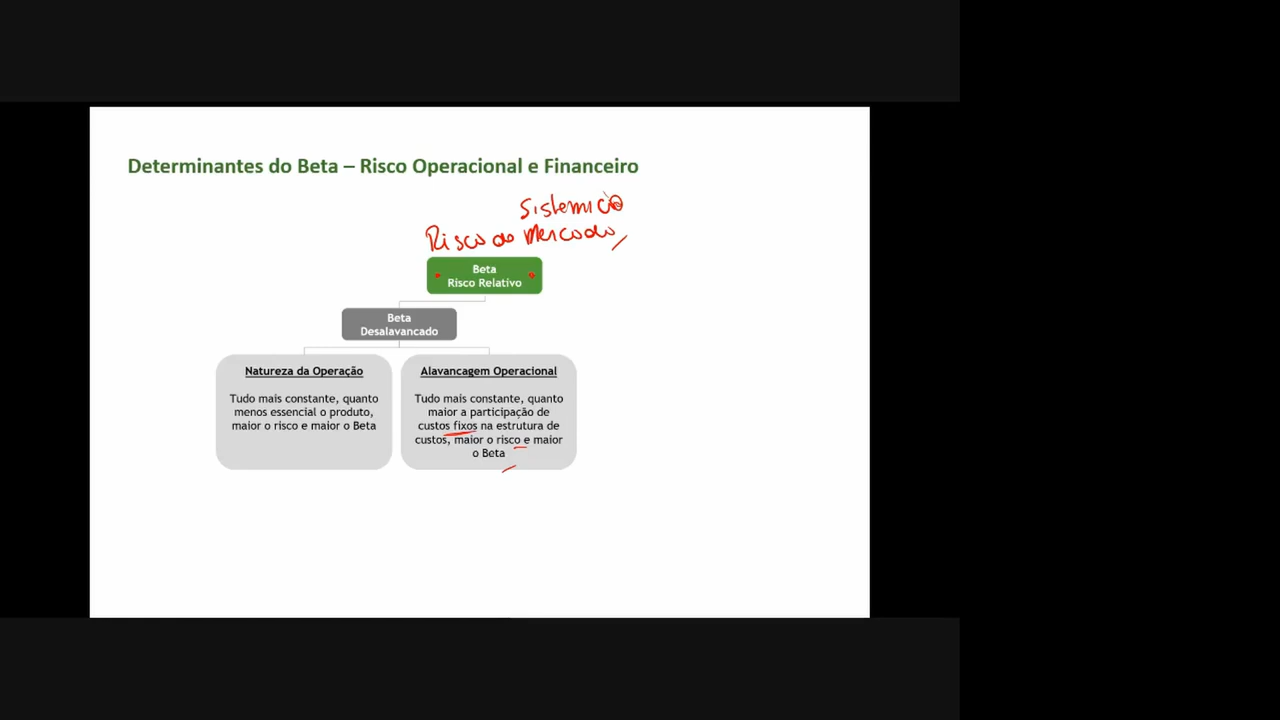 Determinantes do Beta – Risco Operacional e Financeiro
Sistemico
Risco de Mercado
Beta
Risco Relativo
Beta
Desalavancado
Natureza da Operação
Tudo mais constante, quanto
menos essencial o produto,
maior o risco e maior o Beta
Alavancagem Operacional
Tudo mais constante, quanto
maior a participação de
custos fixos na estrutura de
custos, maior o risco e maior
o Beta